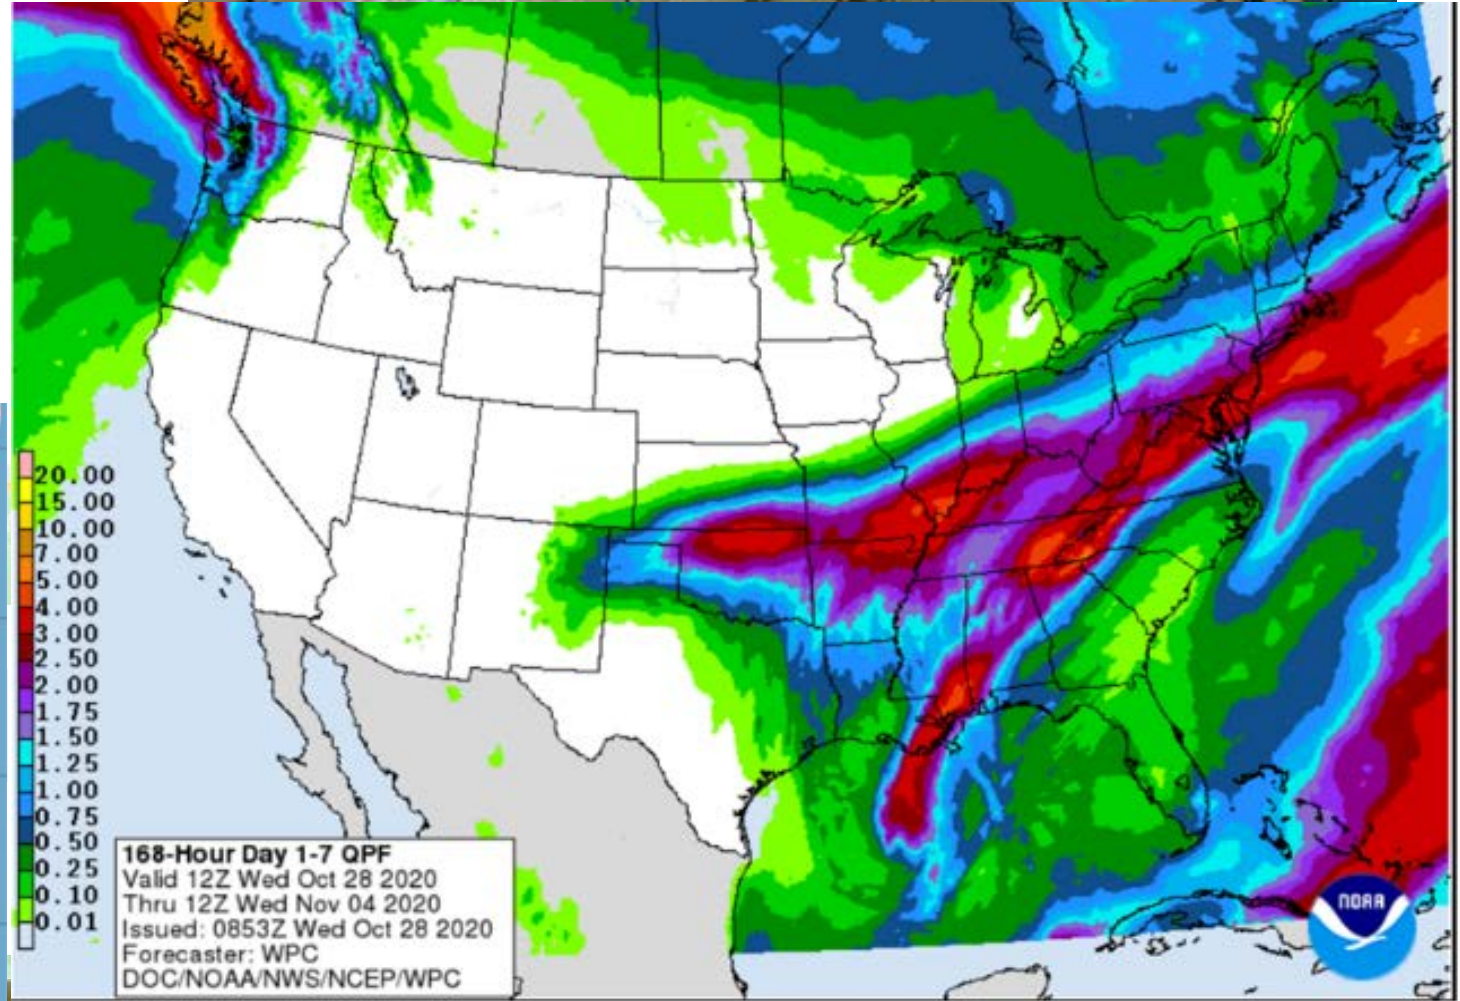 20.00
15.00
10.00
7.00
5.00
4.00
3.00
2.50
2.00
1.75
1.50
1.25
1.00
0.75
0.50
0.25
0.10
0.01
168-Hour Day 1-7 QPF
Valid 12Z Wed Oct 28 2020
Thru 12Z Wed Nov 04 2020
Issued: 0853Z Wed Oct 28 2020
Forecaster: WPC
DOC/NOAA/NWS/NCEP/WPC
NOAA